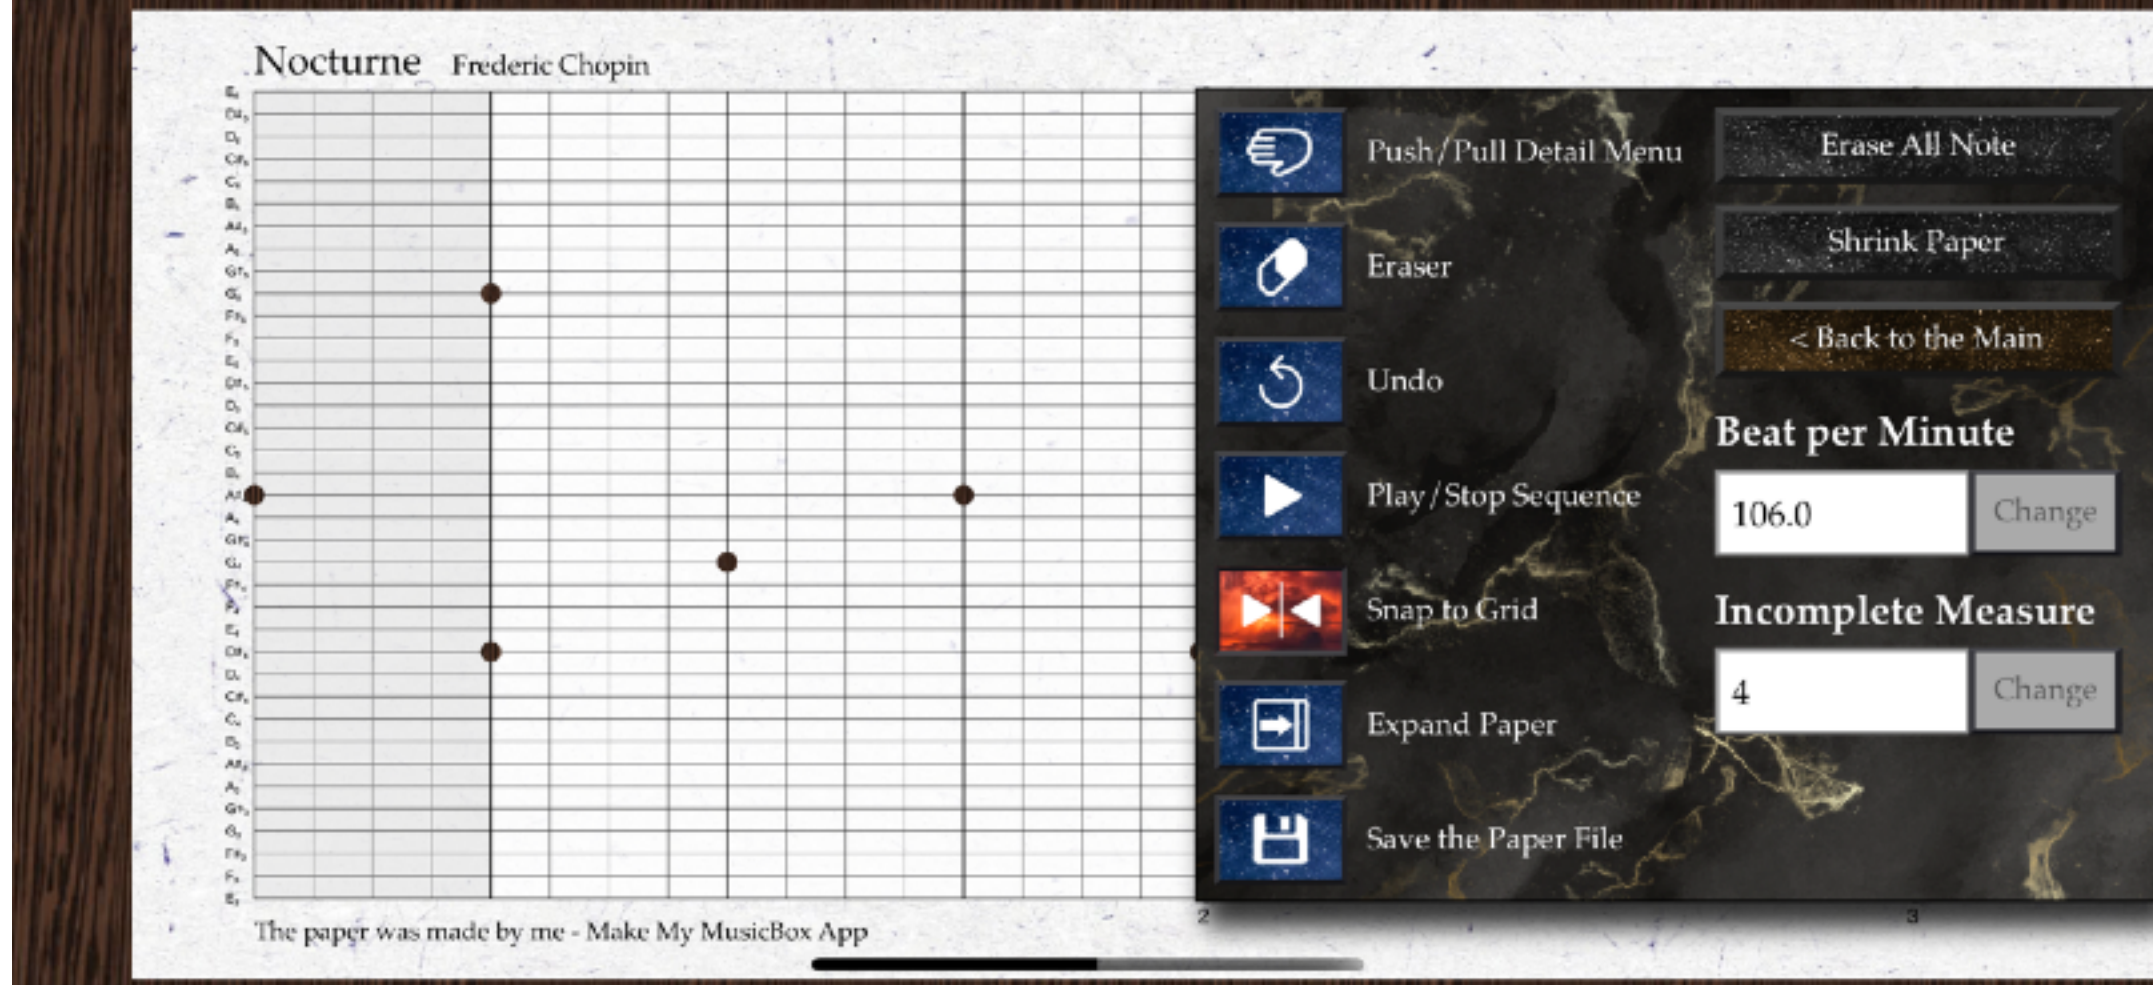 Nocturne Frederic Chopin
Push/Pull Detail Menu
Eraser
Undo
Play/Stop Sequence
Snap to Grid
Expand Paper
Save the Paper File
Erase All Note
Shrink Paper
< Back to the Main
Beat per Minute
106.0 Change
Incomplete Measure
4 Change
2
3
The paper was made by me - Make My MusicBox App